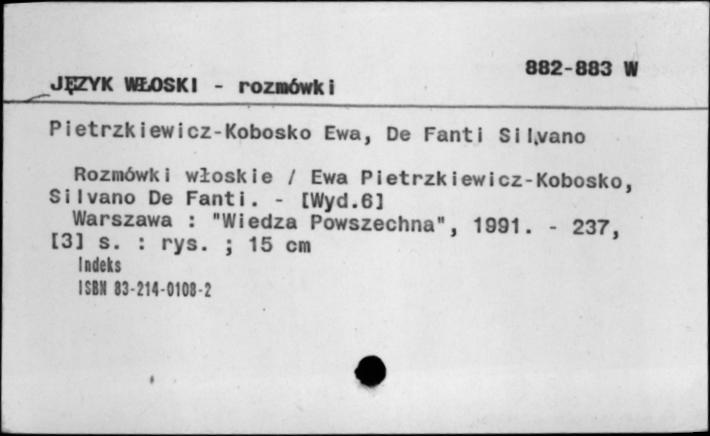 882-883 W
JĘZYK WŁOSKI - rozmówki
Pietrzkiewicz-Kobosko Ewa, De Fanti Silvano
Rozmówki włoskie / Ewa Pietrzkiewicz-Kobosko,
Silvano De Fanti. - [Wyd.6]
Warszawa : "Wiedza Powszechna", 1991. - 237,
[3] s. : rys. ; 15 cm
Indeks
ISBN 83-214-0108-2